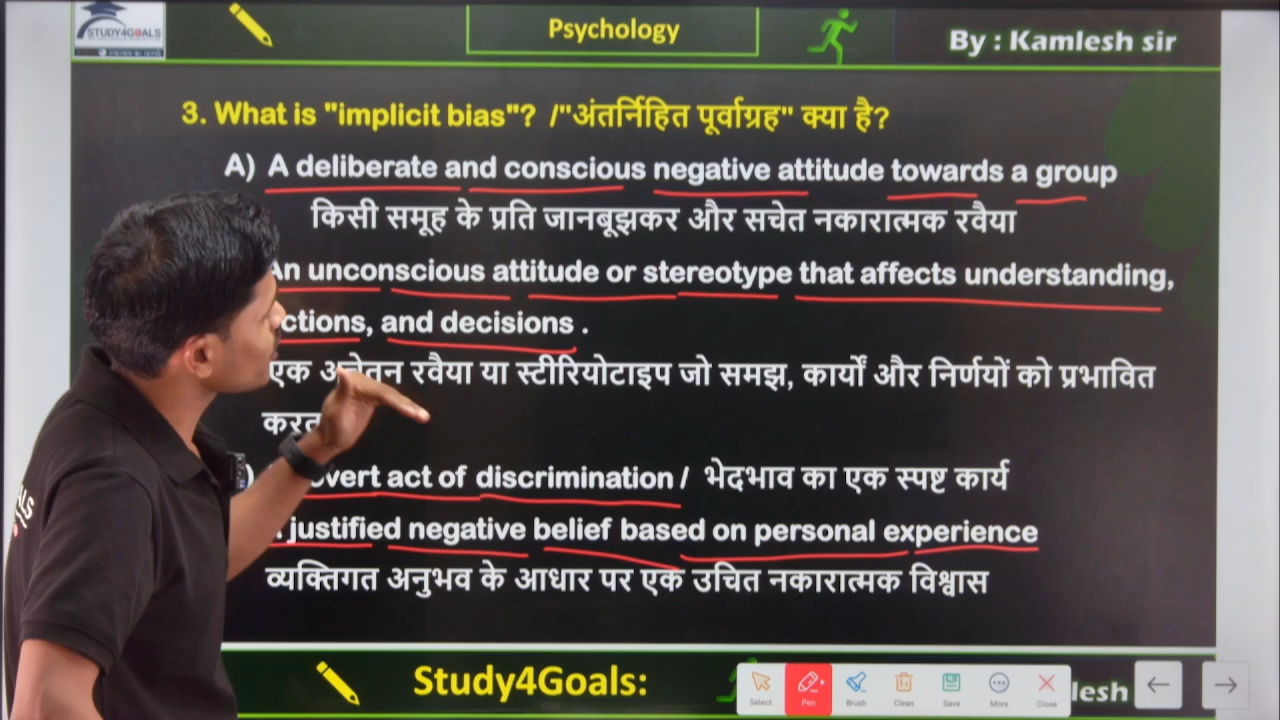 STUDY4GOALS
Psychology
By : Kamlesh sir
3. What is "implicit bias"? /"अंतर्निहित पूर्वाग्रह" क्या है?
A) A deliberate and conscious negative attitude towards a group
किसी समूह के प्रति जानबूझकर और सचेत नकारात्मक रवैया
An unconscious attitude or stereotype that affects understanding,
ctions, and decisions .
एक अचेतन रवैया या स्टीरियोटाइप जो समझ, कार्यों और निर्णयों को प्रभावित
करत
overt act of discrimination / भेदभाव का एक स्पष्ट कार्य
justified negative belief based on personal experience
व्यक्तिगत अनुभव के आधार पर एक उचित नकारात्मक विश्वास
ALS
Study4Goals:
lesh
Select Pen Brush Clean Save More Close